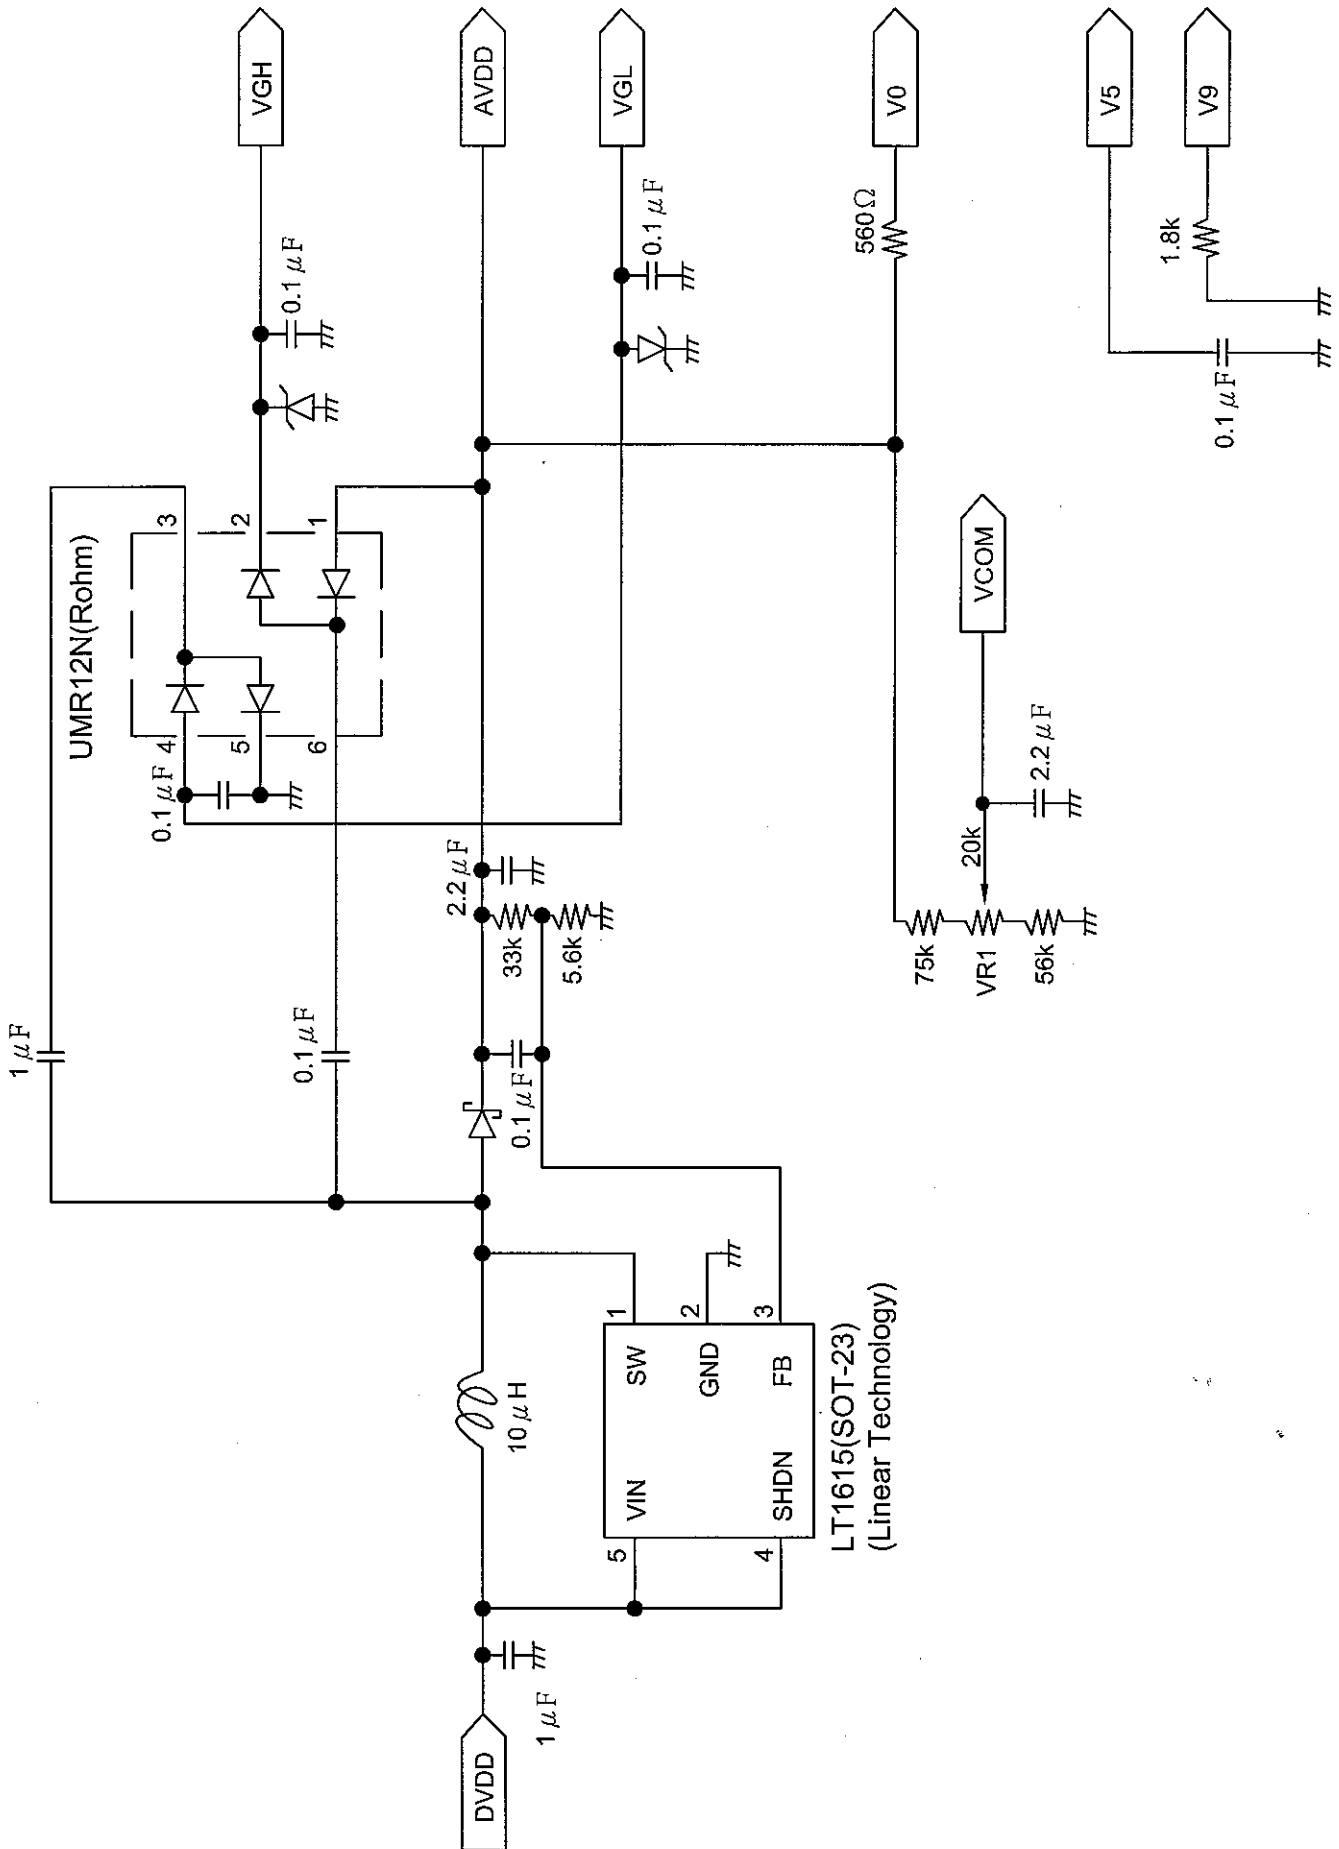 VGH
AVDD
VGL
V0
V5
V9
0.1μF
0.1μF
560Ω
1.8k
0.1μF
UMR12N(Rohm)
3
2
1
4
5
6
0.1μF
VCOM
20k
2.2μF
2.2μF
33k
5.6k
75k
VR1
56k
1μF
0.1μF
0.1μF
10μH
1
2
3
SW
GND
FB
VIN
SHDN
5
4
LT1615(SOT-23)
(Linear Technology)
1μF
DVDD